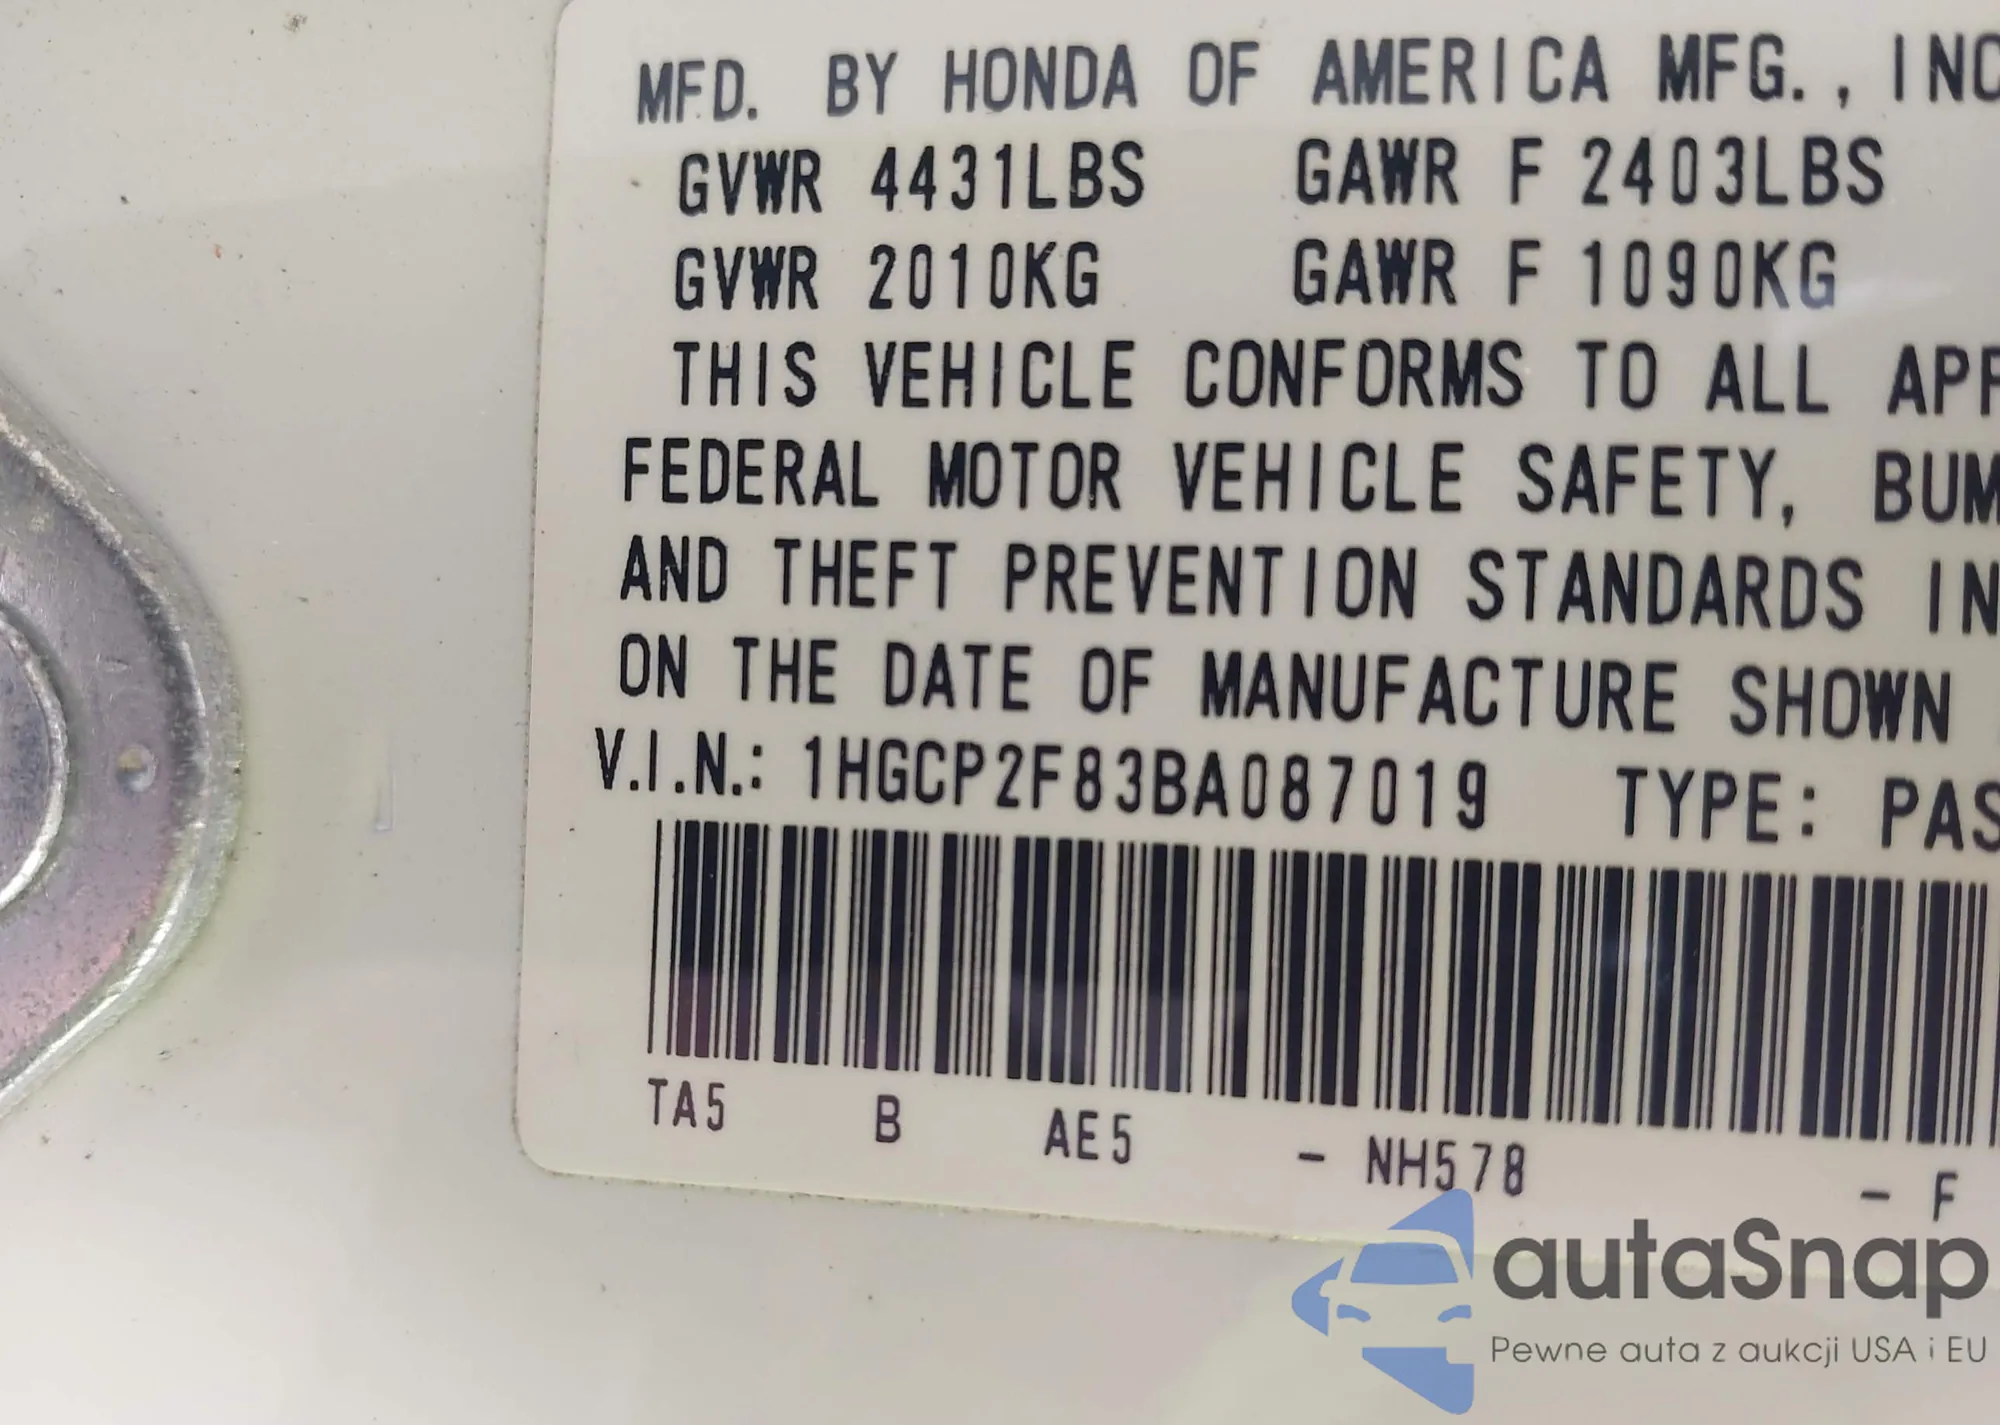 MFD. BY HONDA OF AMERICA MFG., INC
GVWR 4431LBS GAWR F 2403LBS
GVWR 2010KG GAWR F 1090KG
THIS VEHICLE CONFORMS TO ALL APP
FEDERAL MOTOR VEHICLE SAFETY, BUM
AND THEFT PREVENTION STANDARDS IN
ON THE DATE OF MANUFACTURE SHOWN
V.I.N.: 1HGCP2F83BA087019 TYPE: PAS
TA5 B AE5 - NH578 - F
autaSnap
Pewne auta z aukcji USA i EU